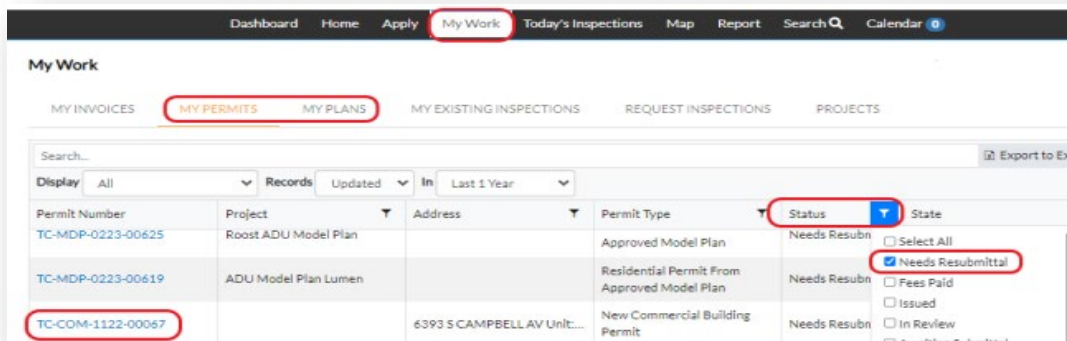 Dashboard Home Apply My Work Today's Inspections Map Report Search Calendar 0
My Work
MY INVOICES MY PERMITS MY PLANS MY EXISTING INSPECTIONS REQUEST INSPECTIONS PROJECTS
Search...
Export to Ex
Display All Records Updated In Last 1 Year
Permit Number Project Address Permit Type Status State
TC-MDP-0223-00625 Roost ADU Model Plan Approved Model Plan Needs Resubn
Select All
Needs Resubmittal
TC-MDP-0223-00619 ADU Model Plan Lumen Residential Permit From Approved Model Plan Needs Resubn
Fees Paid
Issued
TC-COM-1122-00067 6393 S CAMPBELL AV Unit:... New Commercial Building Permit Needs Resubn
In Review